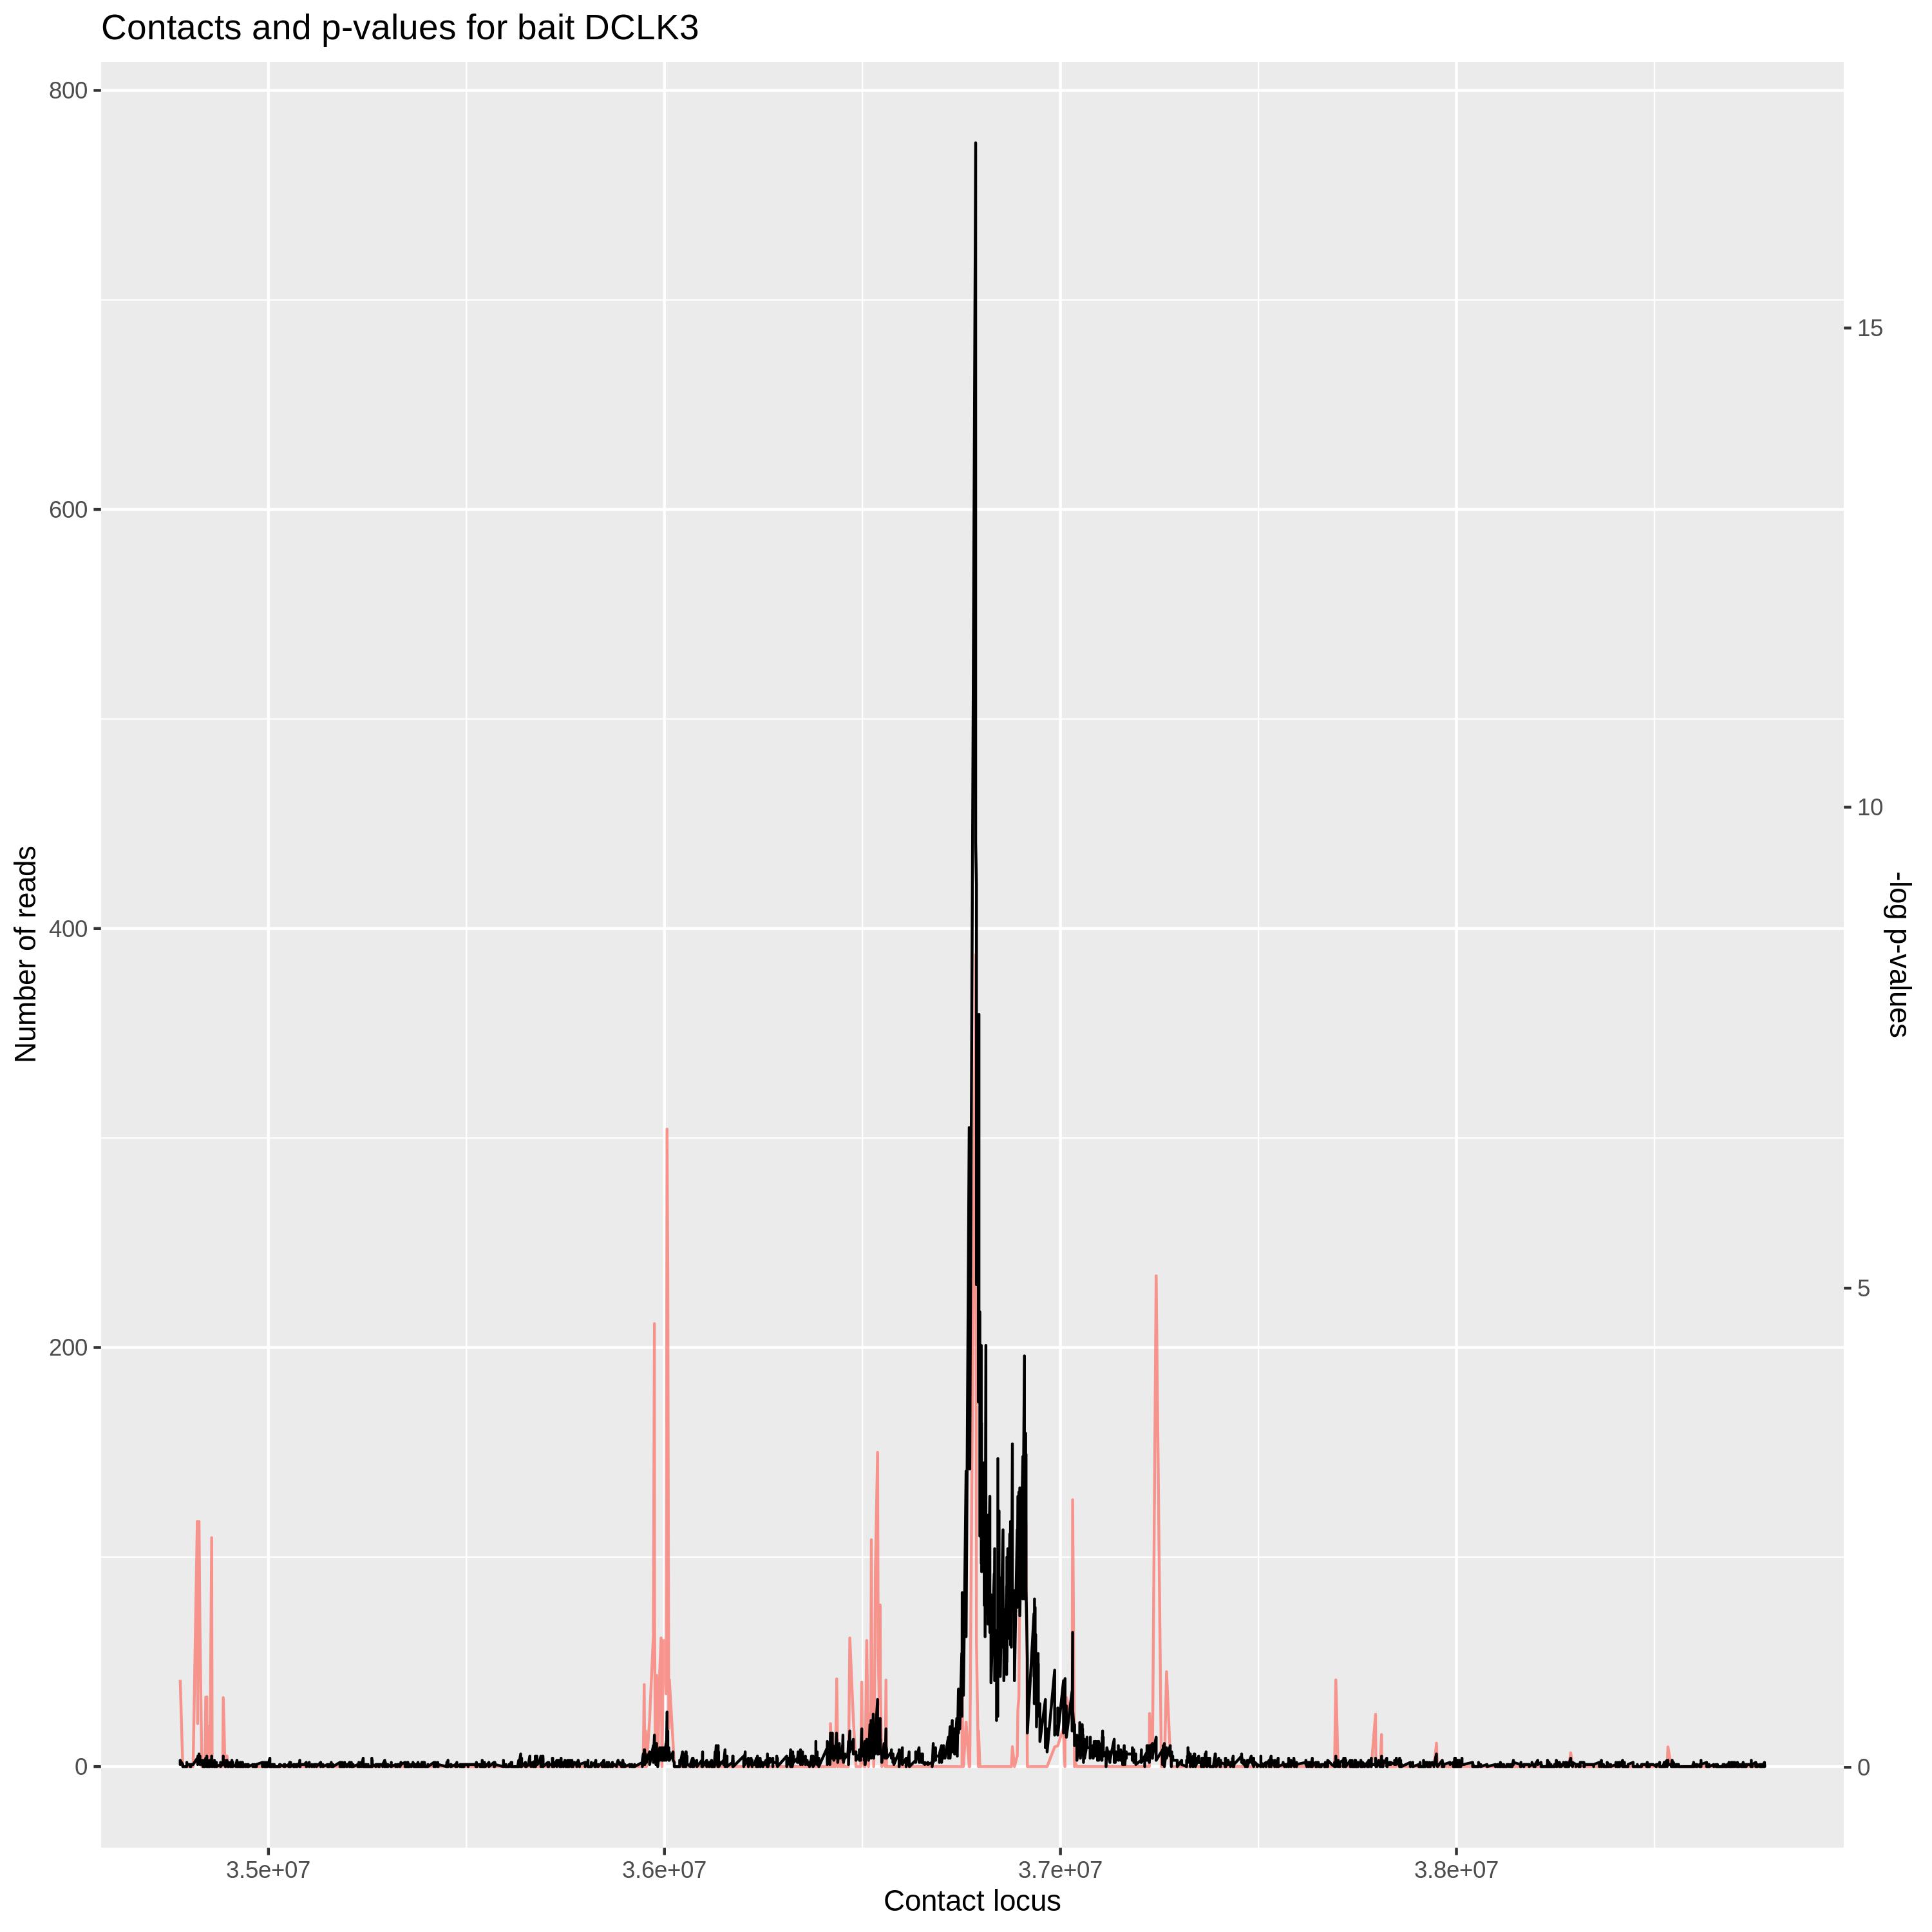 Contacts and p-values for bait DCLK3
800
600
400
200
0
Number of reads
15
10
5
0
-log p-values
3.5e+07 3.6e+07 3.7e+07 3.8e+07
Contact locus